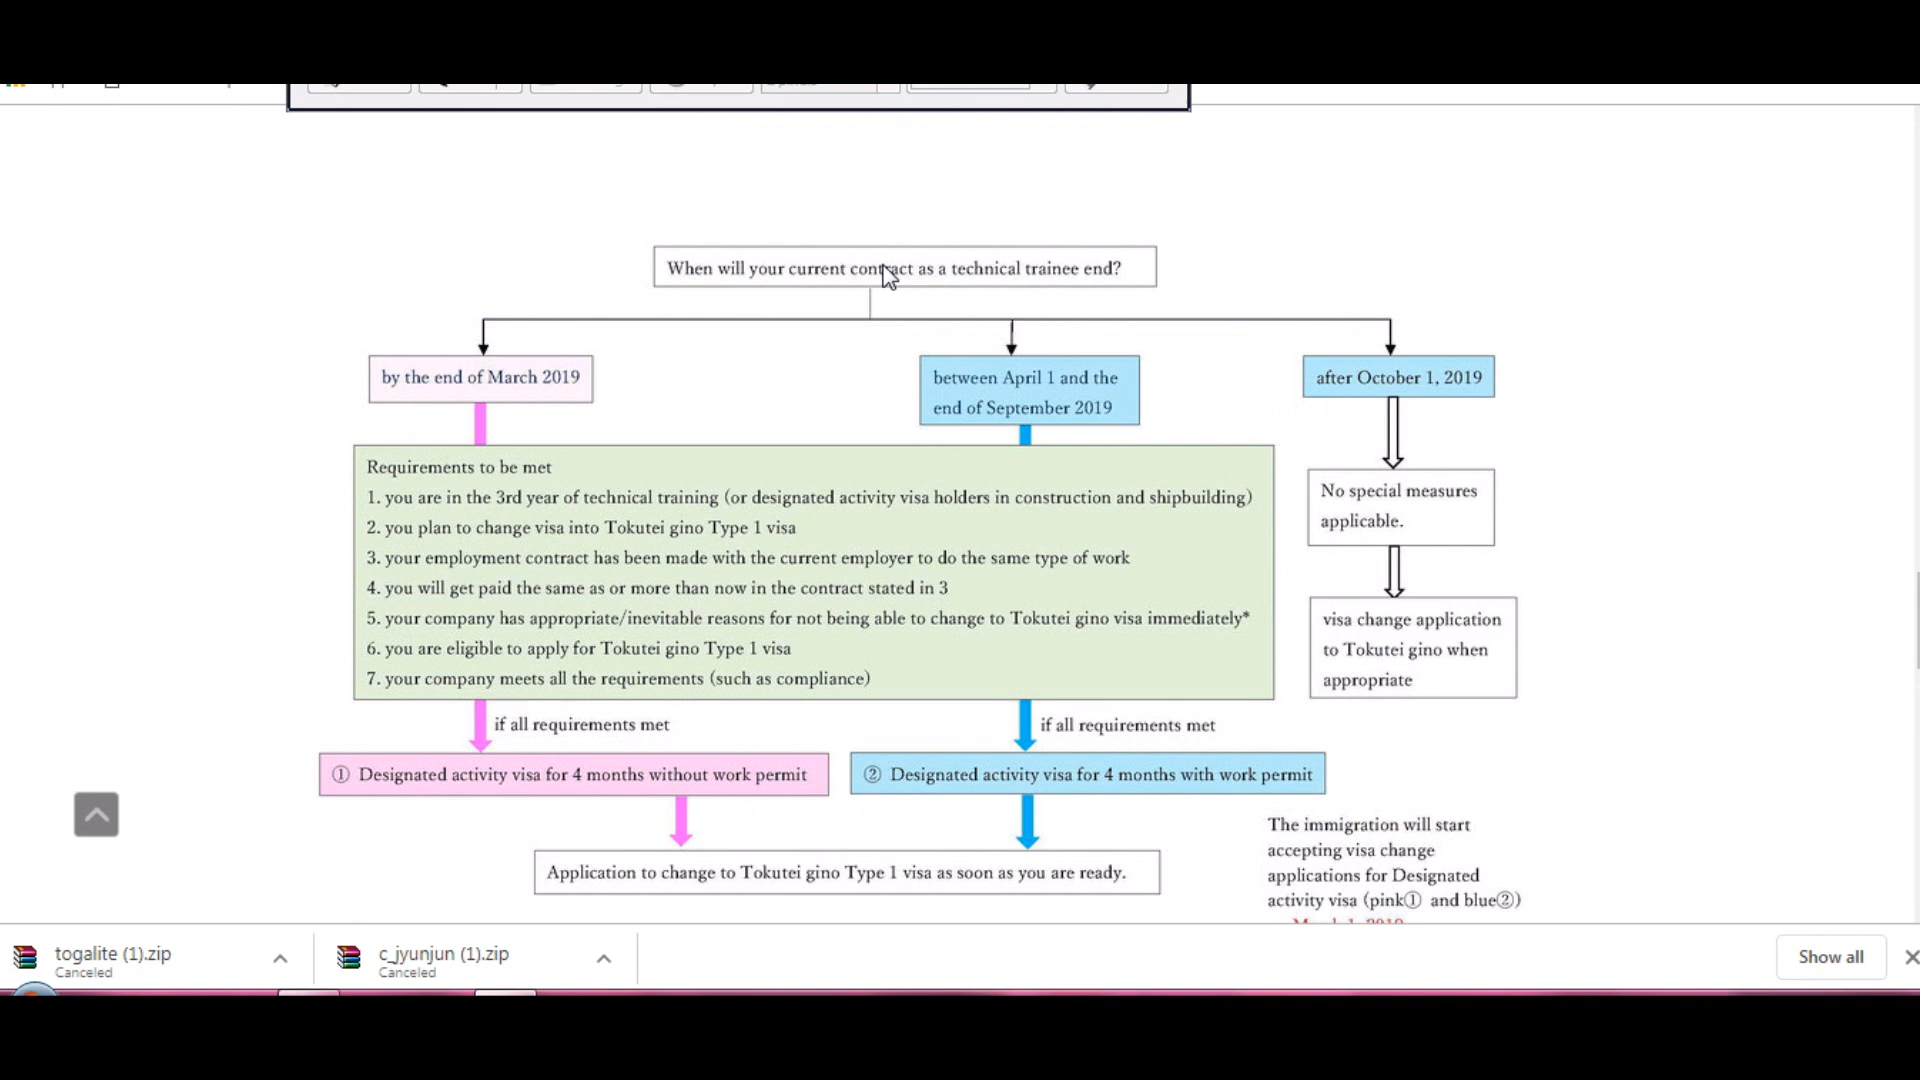 When will your current contract as a technical trainee end?
by the end of March 2019
between April 1 and the
end of September 2019
after October 1, 2019
Requirements to be met
1. you are in the 3rd year of technical training (or designated activity visa holders in construction and shipbuilding)
2. you plan to change visa into Tokutei gino Type 1 visa
3. your employment contract has been made with the current employer to do the same type of work
4. you will get paid the same as or more than now in the contract stated in 3
5. your company has appropriate/inevitable reasons for not being able to change to Tokutei gino visa immediately*
6. you are eligible to apply for Tokutei gino Type 1 visa
7. your company meets all the requirements (such as compliance)
No special measures
applicable.
visa change application
to Tokutei gino when
appropriate
if all requirements met
if all requirements met
① Designated activity visa for 4 months without work permit
② Designated activity visa for 4 months with work permit
Application to change to Tokutei gino Type 1 visa as soon as you are ready.
The immigration will start
accepting visa change
applications for Designated
activity visa (pink① and blue②)
togalite (1).zip
Canceled
c_jyunjun (1).zip
Canceled
Show all